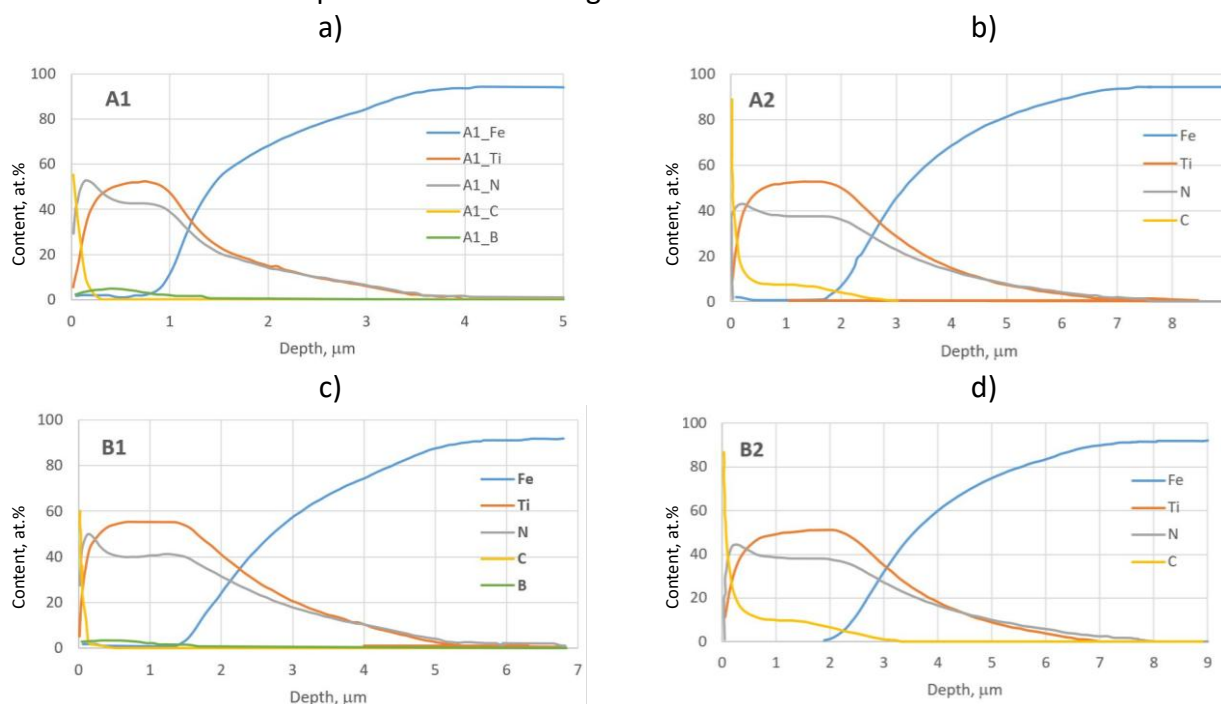 a)
b)
A1
Content, at.%
100
80
60
40
20
0
0 1 2 3 4 5
Depth, μm
A1_Fe
A1_Ti
A1_N
A1_C
A1_B
A2
Content, at.%
100
80
60
40
20
0
0 1 2 3 4 5 6 7 8
Depth, μm
Fe
Ti
N
C
c)
d)
B1
Content, at.%
100
80
60
40
20
0
0 1 2 3 4 5 6 7
Depth, μm
Fe
Ti
N
C
B
B2
Content, at.%
100
80
60
40
20
0
0 1 2 3 4 5 6 7 8 9
Depth, μm
Fe
Ti
N
C